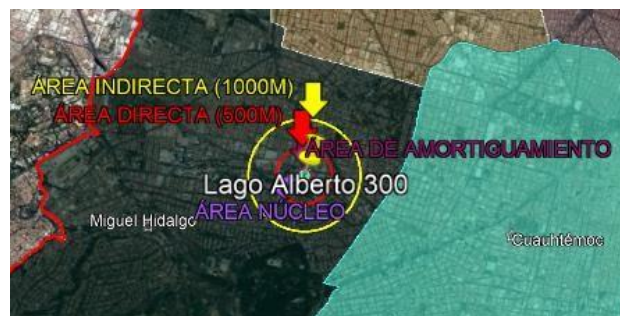 ÁREA INDIRECTA (1000M)
ÁREA DIRECTA (500M)
ÁREA DE AMORTIGUAMIENTO
Lago Alberto 300
ÁREA NÚCLEO
Miguel Hidalgo
Cuauhtémoc